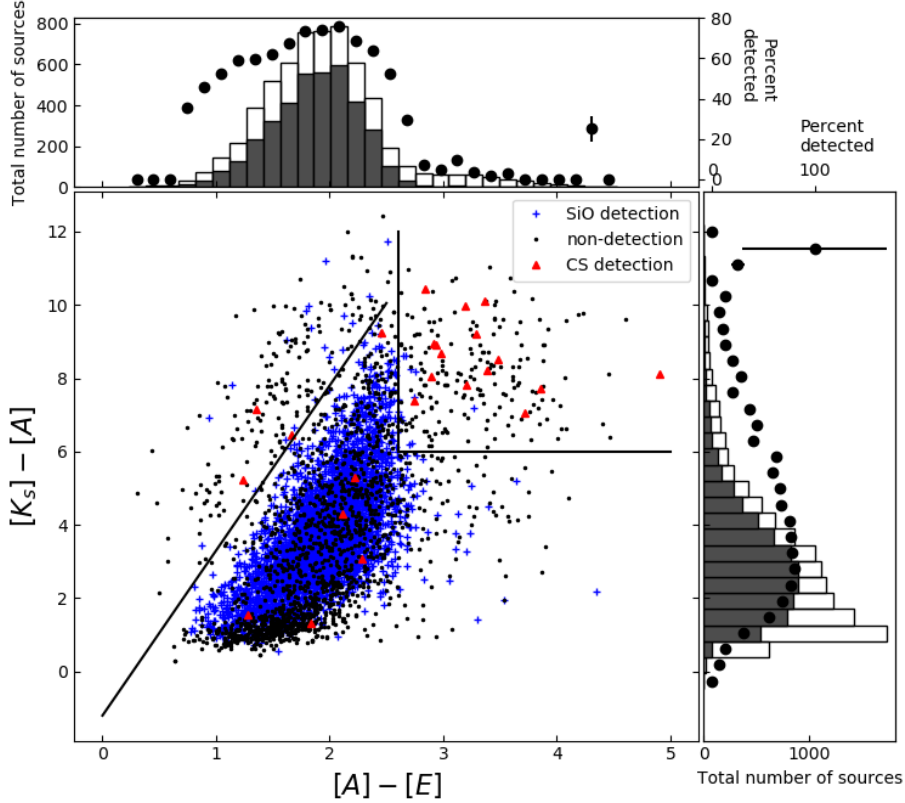 800
600
400
200
0
Total number of sources
80
60
40
20
0
0
Percent
detected
Percent
detected
100
SiO detection
non-detection
CS detection
12
10
8
6
4
2
0
[Kₛ] − [A]
0
1
2
3
4
5
[A] − [E]
0
1000
Total number of sources